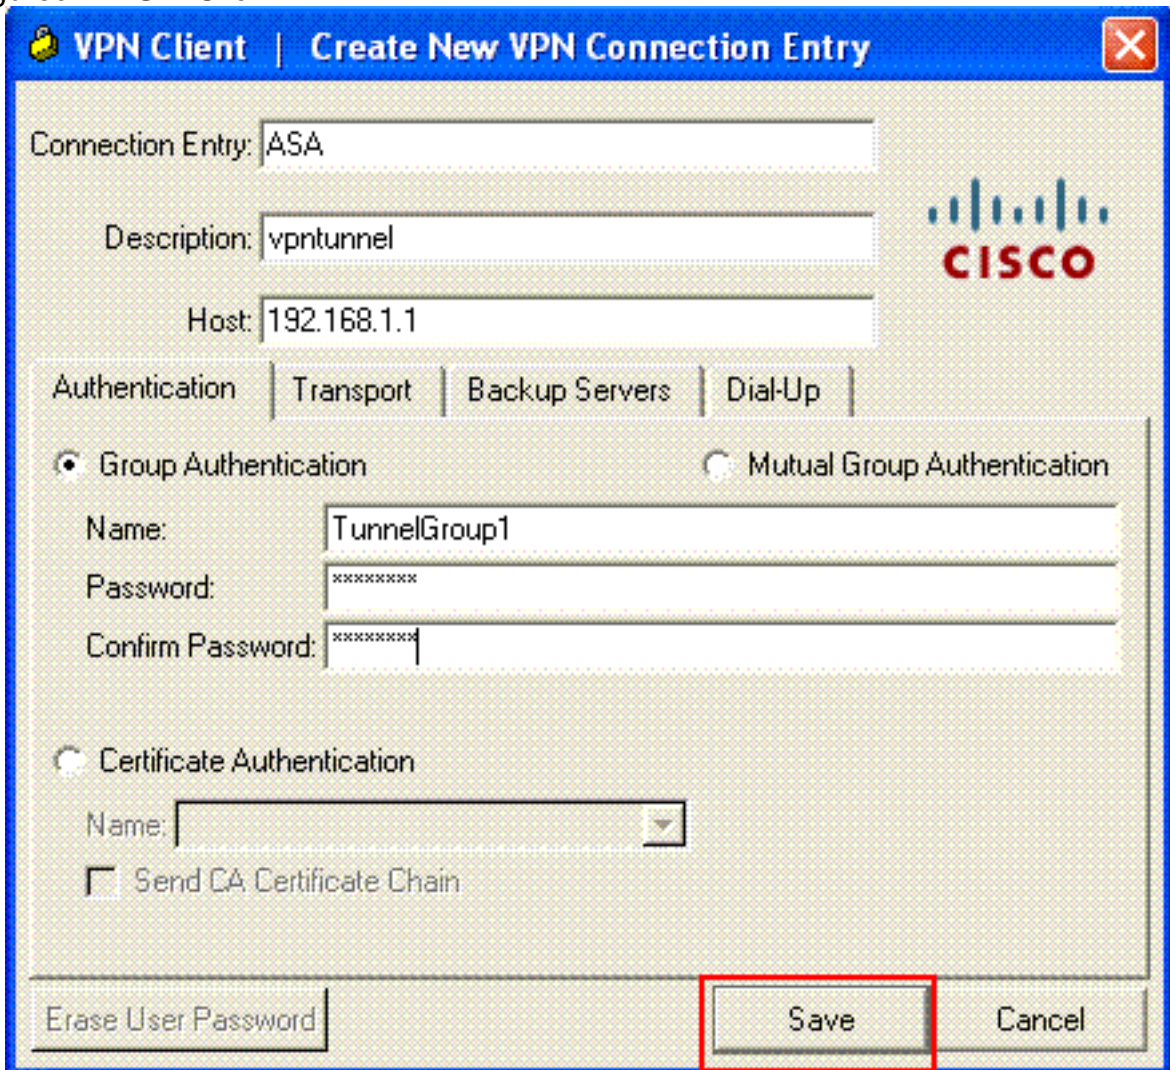 VPN Client | Create New VPN Connection Entry
Connection Entry: ASA
Description: vpntunnel
CISCO
Host: 192.168.1.1
Authentication Transport Backup Servers Dial-Up
Group Authentication Mutual Group Authentication
Name: TunnelGroup1
Password: ********
Confirm Password: ********
Certificate Authentication
Name:
Send CA Certificate Chain
Erase User Password Save Cancel